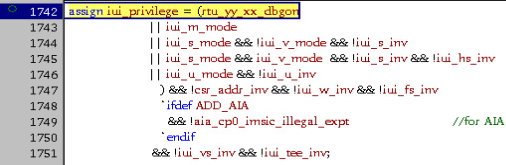 1742 assign iui_privilege = (rtu_yy_xx_dbgon
1743 || iui_m_mode
1744 || iui_s_mode && !iui_v_mode && !iui_s_inv
1745 || iui_s_mode && iui_v_mode && !iui_s_inv && !iui_hs_inv
1746 || iui_u_mode && !iui_u_inv
1747 ) && !csr_addr_inv && !iui_w_inv && !iui_fs_inv
1748 `ifdef ADD_AIA
1749 && !aia_cp0_imsic_illegal_expt //for AIA
1750 `endif
1751 && !iui_vs_inv && !iui_tee_inv;